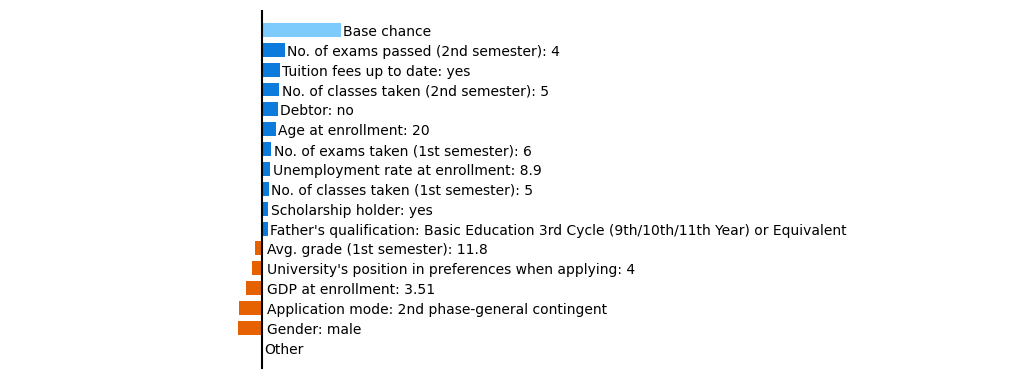 Base chance
No. of exams passed (2nd semester): 4
Tuition fees up to date: yes
No. of classes taken (2nd semester): 5
Debtor: no
Age at enrollment: 20
No. of exams taken (1st semester): 6
Unemployment rate at enrollment: 8.9
No. of classes taken (1st semester): 5
Scholarship holder: yes
Father's qualification: Basic Education 3rd Cycle (9th/10th/11th Year) or Equivalent
Avg. grade (1st semester): 11.8
University's position in preferences when applying: 4
GDP at enrollment: 3.51
Application mode: 2nd phase-general contingent
Gender: male
Other